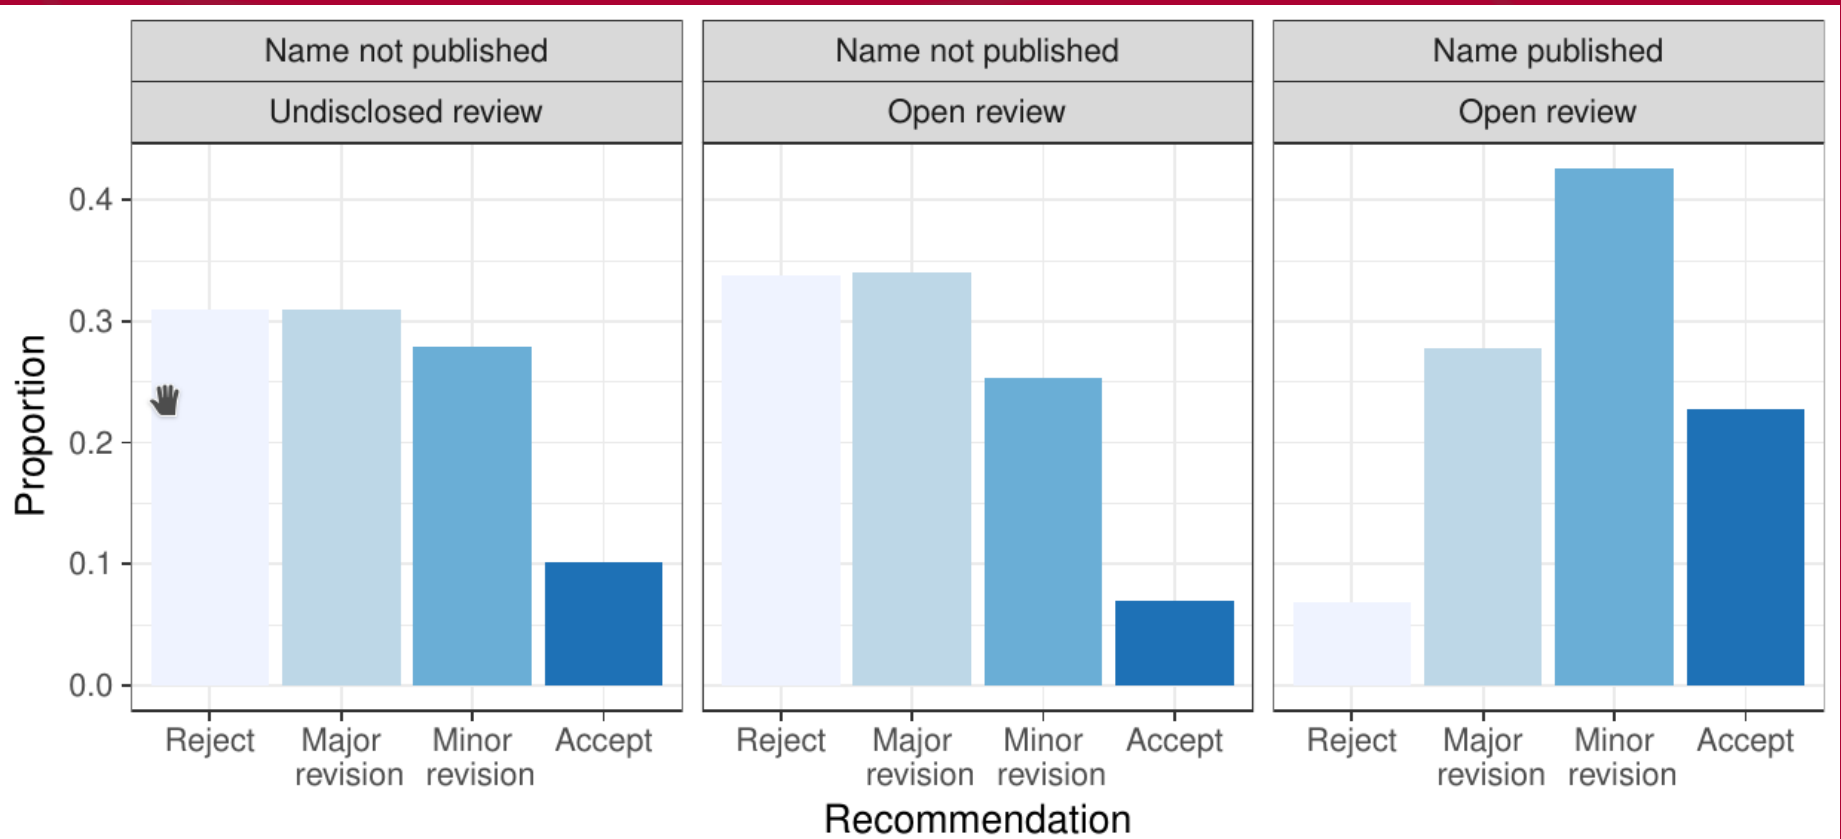 Name not published
Name not published
Name published
Undisclosed review
Open review
Open review
Proportion
0.4
0.3
0.2
0.1
0.0
Reject
Major
revision
Minor
revision
Accept
Reject
Major
revision
Minor
revision
Accept
Reject
Major
revision
Minor
revision
Accept
Recommendation